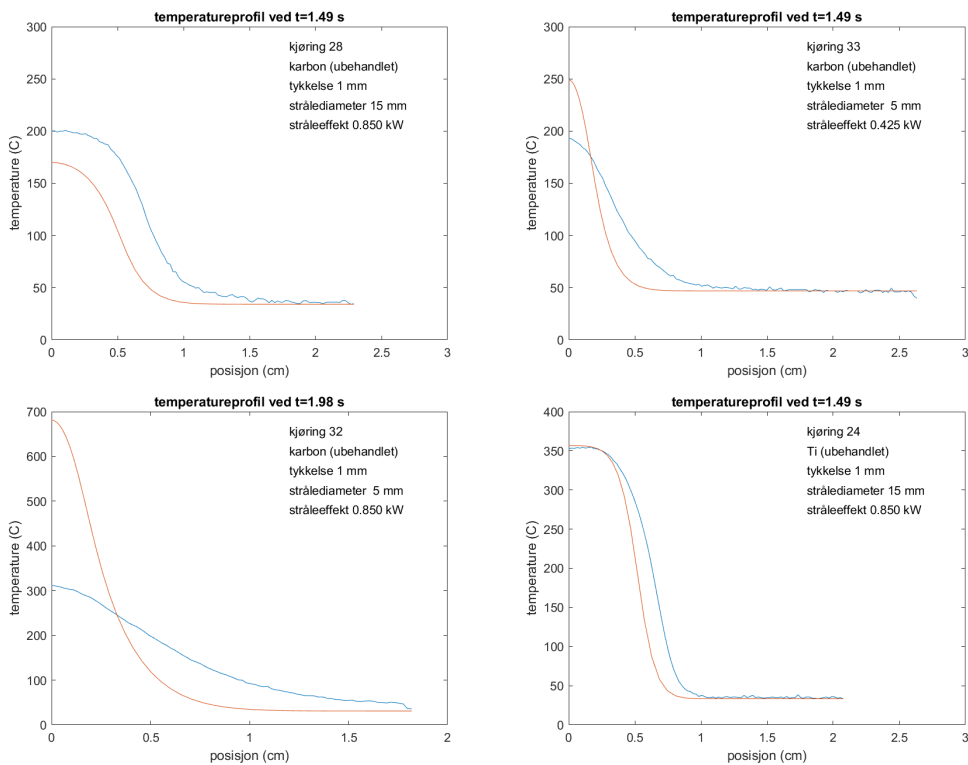 temperatureprofil ved t=1.49 s
kjøring 28
karbon (ubehandlet)
tykkelse 1 mm
strålediameter 15 mm
stråleeffekt 0.850 kW
300
250
200
150
100
50
0
temperature (C)
0 0.5 1 1.5 2 2.5 3
posisjon (cm)
temperatureprofil ved t=1.49 s
kjøring 33
karbon (ubehandlet)
tykkelse 1 mm
strålediameter 5 mm
stråleeffekt 0.425 kW
300
250
200
150
100
50
0
temperature (C)
0 0.5 1 1.5 2 2.5 3
posisjon (cm)
temperatureprofil ved t=1.98 s
kjøring 32
karbon (ubehandlet)
tykkelse 1 mm
strålediameter 5 mm
stråleeffekt 0.850 kW
700
600
500
400
300
200
100
0
temperature (C)
0 0.5 1 1.5 2
posisjon (cm)
temperatureprofil ved t=1.49 s
kjøring 24
Ti (ubehandlet)
tykkelse 1 mm
strålediameter 15 mm
stråleeffekt 0.850 kW
400
350
300
250
200
150
100
50
0
temperature (C)
0 0.5 1 1.5 2 2.5 3
posisjon (cm)